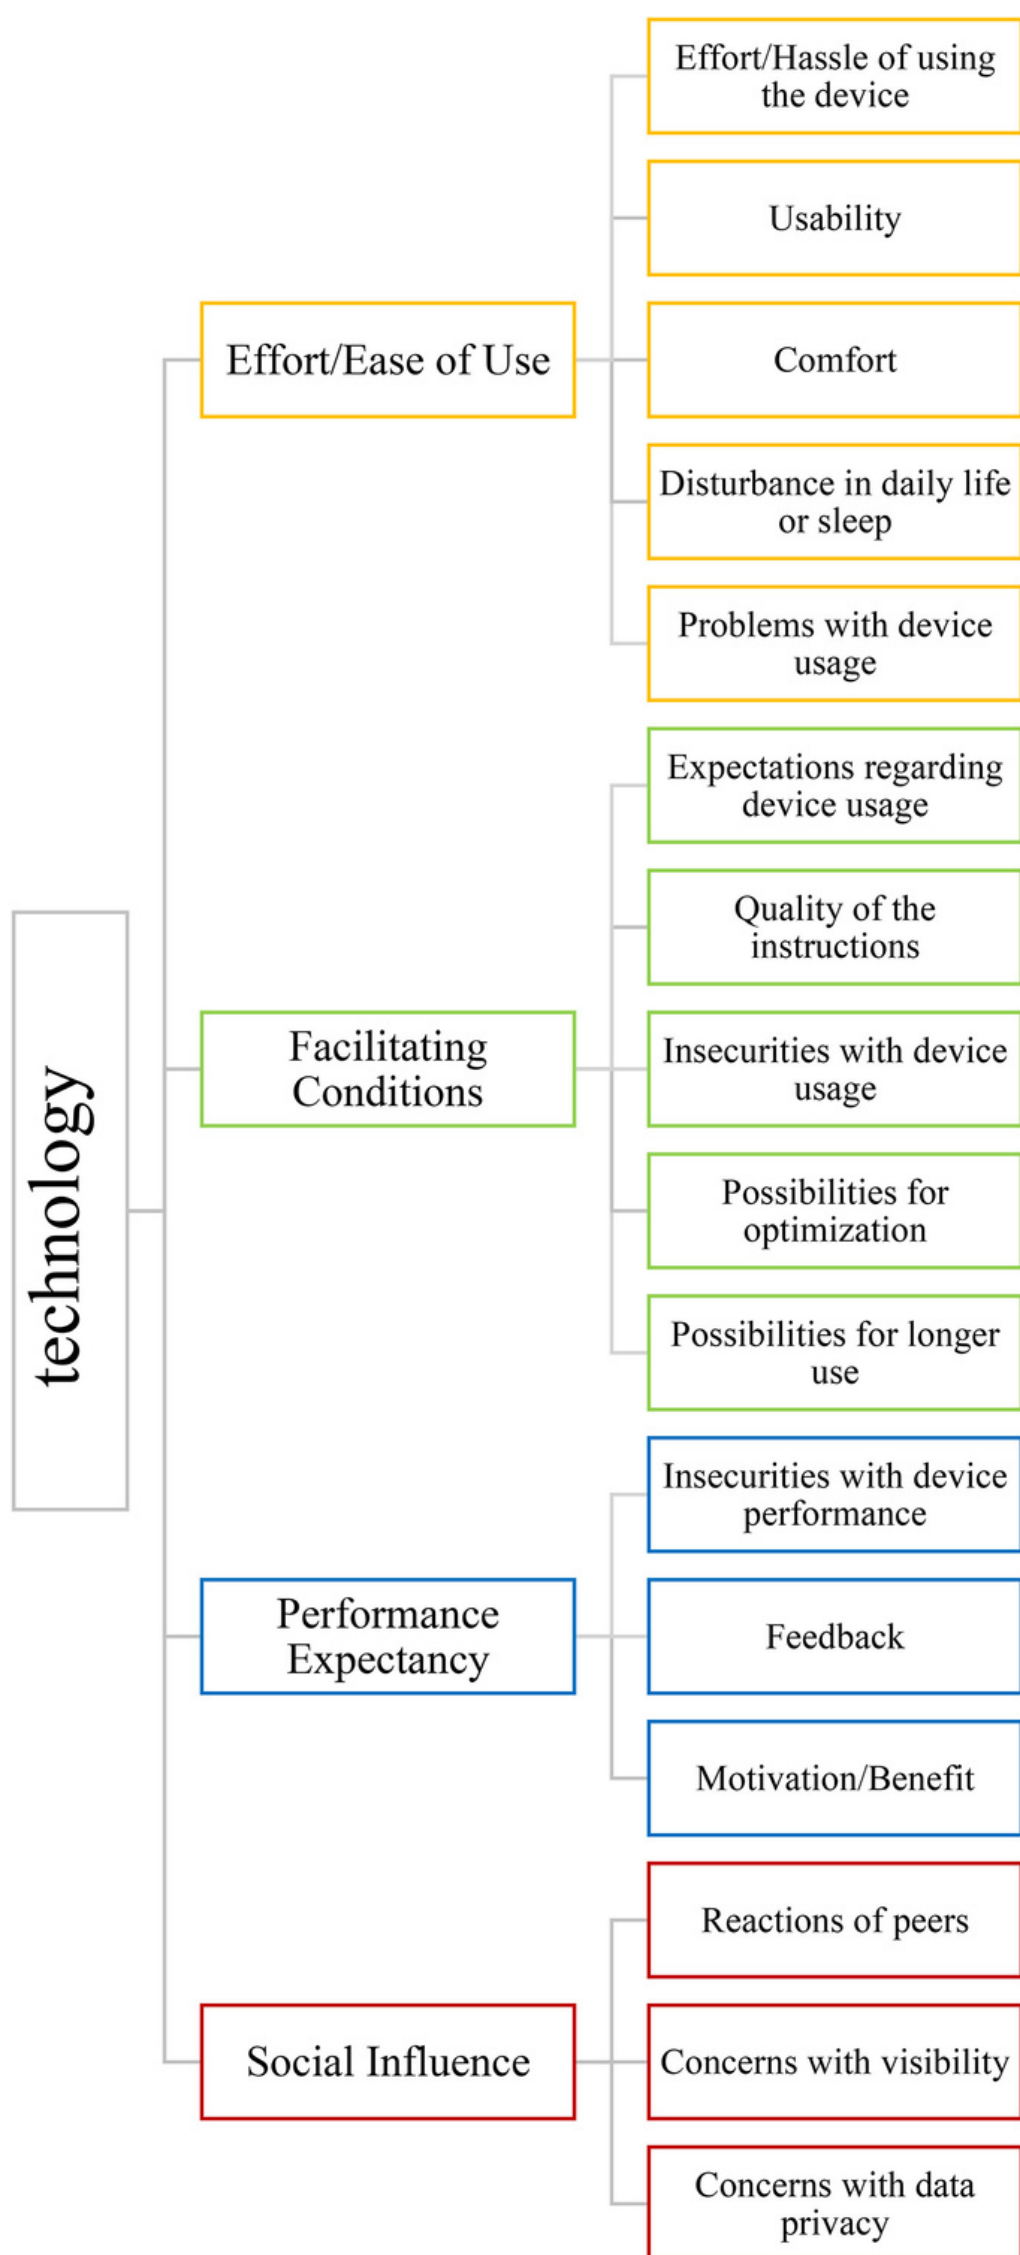 technology
Effort/Ease of Use
Effort/Hassle of using
the device
Usability
Comfort
Disturbance in daily life
or sleep
Problems with device
usage
Facilitating
Conditions
Expectations regarding
device usage
Quality of the
instructions
Insecurities with device
usage
Possibilities for
optimization
Possibilities for longer
use
Performance
Expectancy
Insecurities with device
performance
Feedback
Motivation/Benefit
Social Influence
Reactions of peers
Concerns with visibility
Concerns with data
privacy